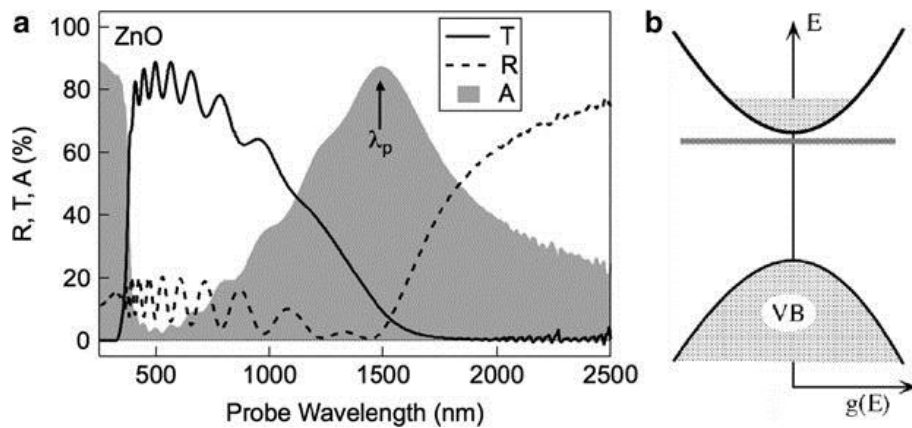 a
ZnO
T
R
A
λp
R, T, A (%)
100
80
60
40
20
0
500
1000
1500
2000
2500
Probe Wavelength (nm)
b
E
VB
g(E)